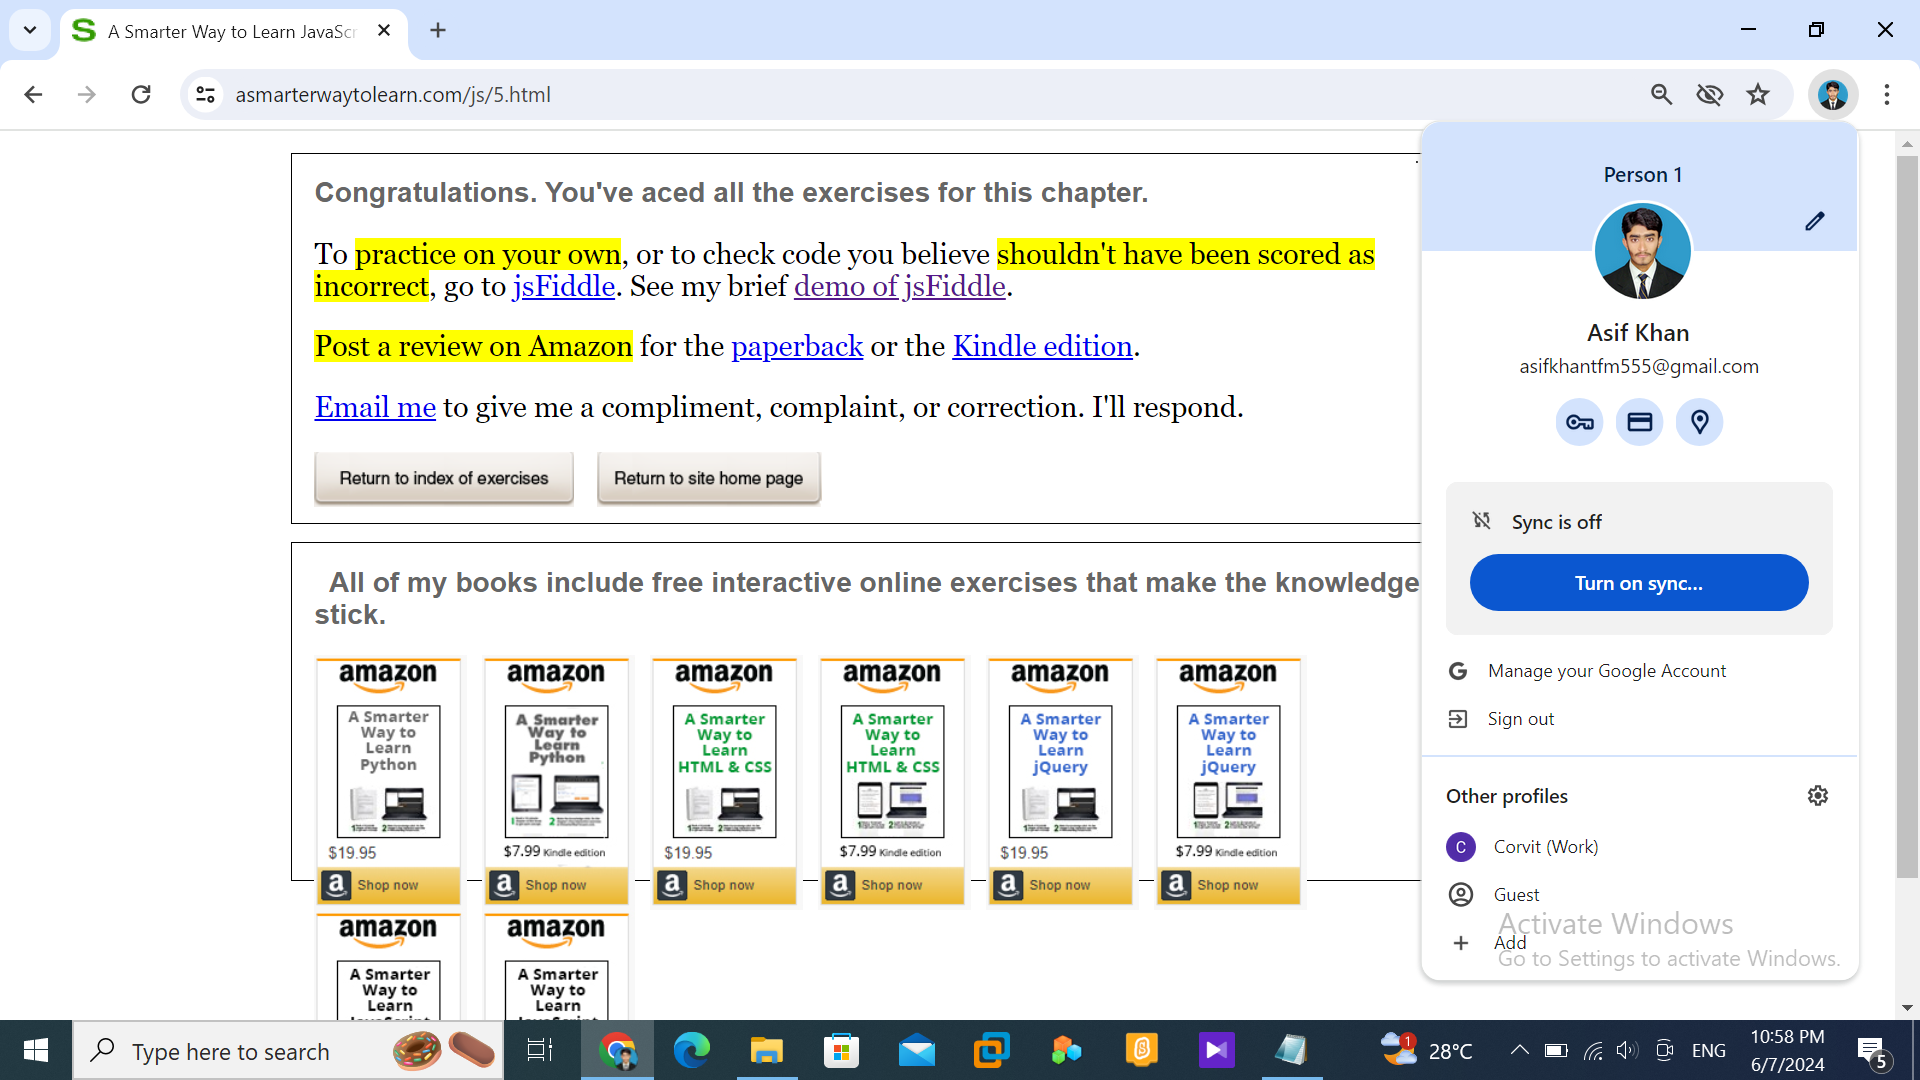 A Smarter Way to Learn JavaScr
asmarterwaytolearn.com/js/5.html
Congratulations. You've aced all the exercises for this chapter.
To practice on your own, or to check code you believe shouldn't have been scored as
incorrect, go to jsFiddle. See my brief demo of jsFiddle.
Post a review on Amazon for the paperback or the Kindle edition.
Email me to give me a compliment, complaint, or correction. I'll respond.
Return to index of exercises Return to site home page
All of my books include free interactive online exercises that make the knowledge
stick.
amazon
A Smarter
Way to
Learn
Python
$19.95
a Shop now
amazon
A Smarter
Way to
Learn
Python
$7.99 Kindle edition
a Shop now
amazon
A Smarter
Way to
Learn
HTML & CSS
$19.95
a Shop now
amazon
A Smarter
Way to
Learn
HTML & CSS
$7.99 Kindle edition
a Shop now
amazon
A Smarter
Way to
Learn
jQuery
$19.95
a Shop now
amazon
A Smarter
Way to
Learn
jQuery
$7.99 Kindle edition
a Shop now
amazon
A Smarter
Way to
Learn
amazon
A Smarter
Way to
Learn
Person 1
Asif Khan
asifkhantfm555@gmail.com
Sync is off
Turn on sync...
Manage your Google Account
Sign out
Other profiles
C Corvit (Work)
Guest
Add
Activate Windows
Go to Settings to activate Windows.
Type here to search
1
28°C
ENG
10:58 PM
6/7/2024
5